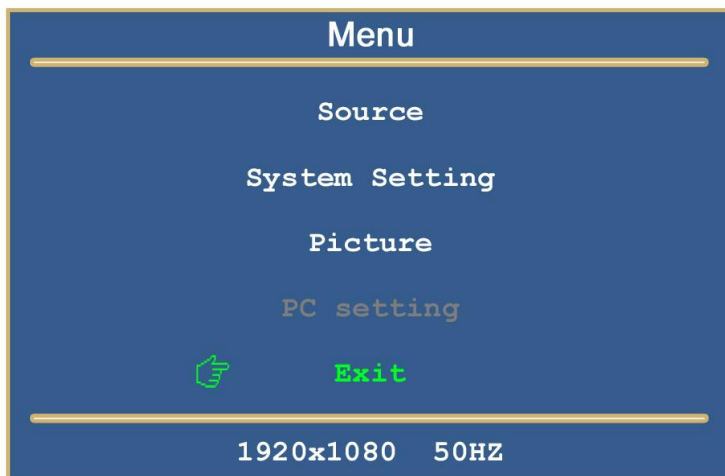 Menu
Source
System Setting
Picture
PC setting
Exit
1920x1080 50HZ